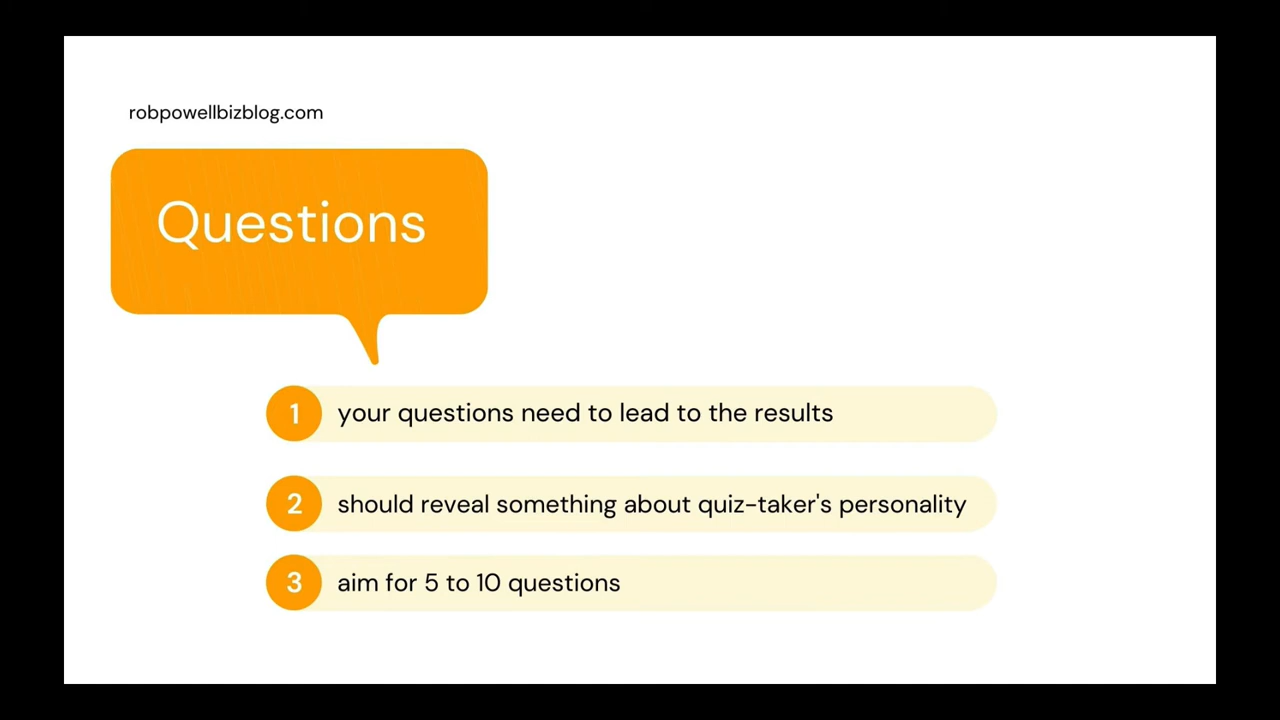 robpowellbizblog.com
Questions
1 your questions need to lead to the results
2 should reveal something about quiz-taker's personality
3 aim for 5 to 10 questions